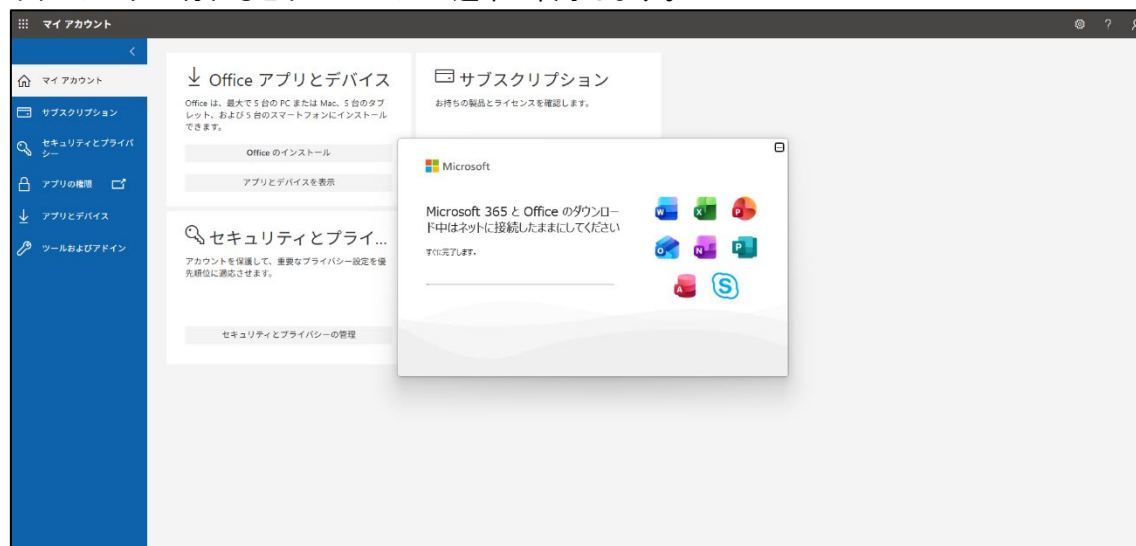 マイ アカウント
マイ アカウント
サブスクリプション
セキュリティとプライバ
シー
アプリの権限
アプリとデバイス
ツールおよびアドイン
Office アプリとデバイス
Office は、最大で 5 台の PC または Mac、5 台のタブ
レット、および 5 台のスマートフォンにインストール
できます。
Office のインストール
アプリとデバイスを表示
サブスクリプション
お持ちの製品とライセンスを確認します。
セキュリティとプライ...
アカウントを保護して、重要なプライバシー設定を優
先順位に適応させます。
セキュリティとプライバシーの管理
Microsoft
Microsoft 365 と Office のダウンロー
ド中はネットに接続したままにしてください
すぐに完了します。